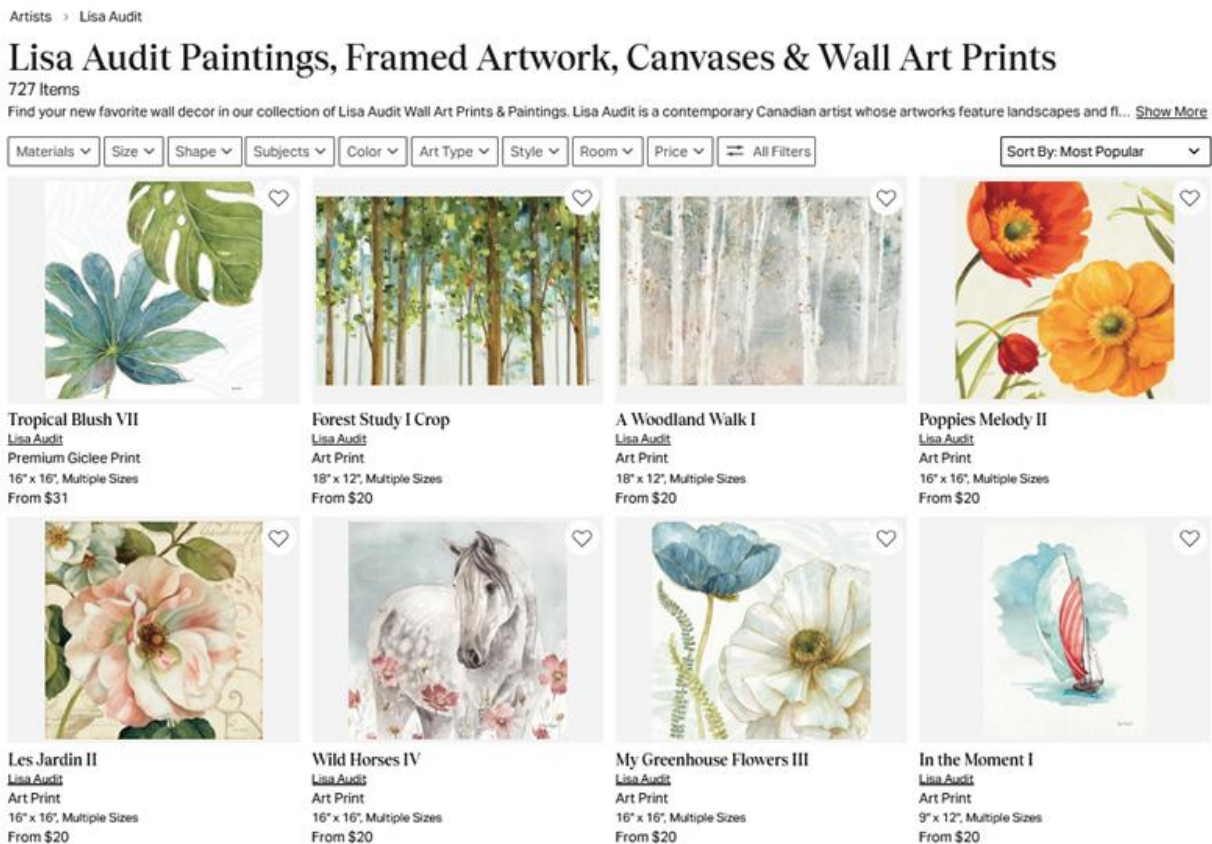 Artists > Lisa Audit
Lisa Audit Paintings, Framed Artwork, Canvases & Wall Art Prints
727 Items
Find your new favorite wall decor in our collection of Lisa Audit Wall Art Prints & Paintings. Lisa Audit is a contemporary Canadian artist whose artworks feature landscapes and fl... Show More
Materials Size Shape Subjects Color Art Type Style Room Price All Filters Sort By: Most Popular
Tropical Blush VII
Lisa Audit
Premium Giclee Print
16" x 16", Multiple Sizes
From $31
Forest Study I Crop
Lisa Audit
Art Print
18" x 12", Multiple Sizes
From $20
A Woodland Walk I
Lisa Audit
Art Print
18" x 12", Multiple Sizes
From $20
Poppies Melody II
Lisa Audit
Art Print
16" x 16", Multiple Sizes
From $20
Les Jardin II
Lisa Audit
Art Print
16" x 16", Multiple Sizes
From $20
Wild Horses IV
Lisa Audit
Art Print
16" x 16", Multiple Sizes
From $20
My Greenhouse Flowers III
Lisa Audit
Art Print
16" x 16", Multiple Sizes
From $20
In the Moment I
Lisa Audit
Art Print
9" x 12", Multiple Sizes
From $20